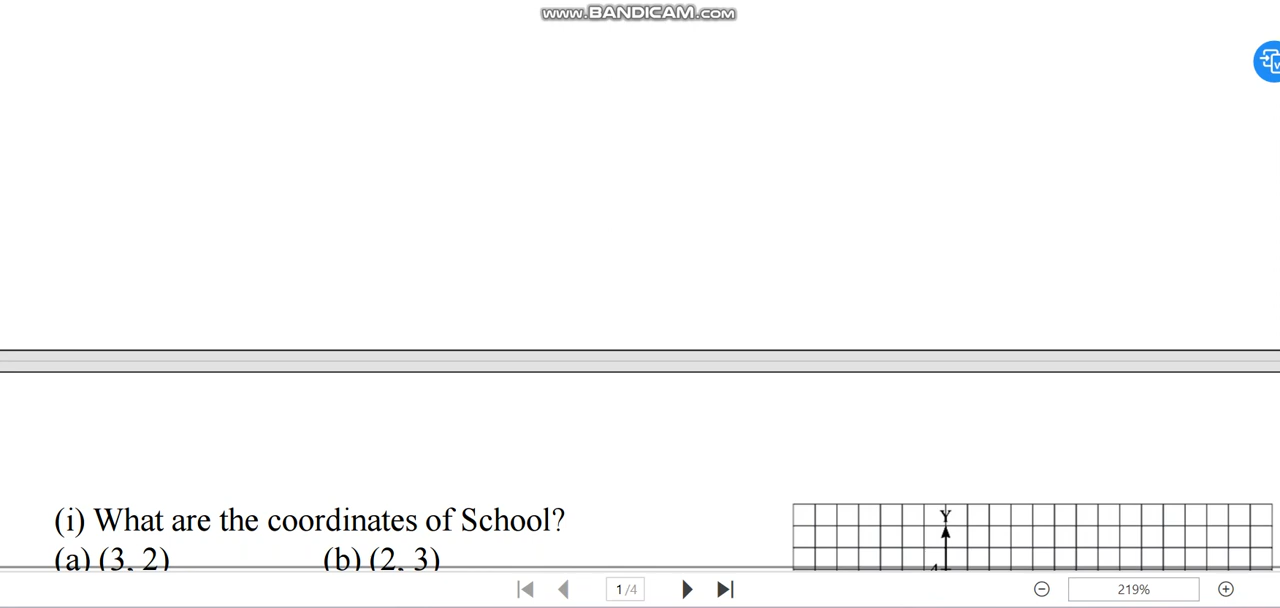 www.BANDICAM.com
(i) What are the coordinates of School?
(a) (3, 2) (b) (2, 3)
Y
1/4
219%